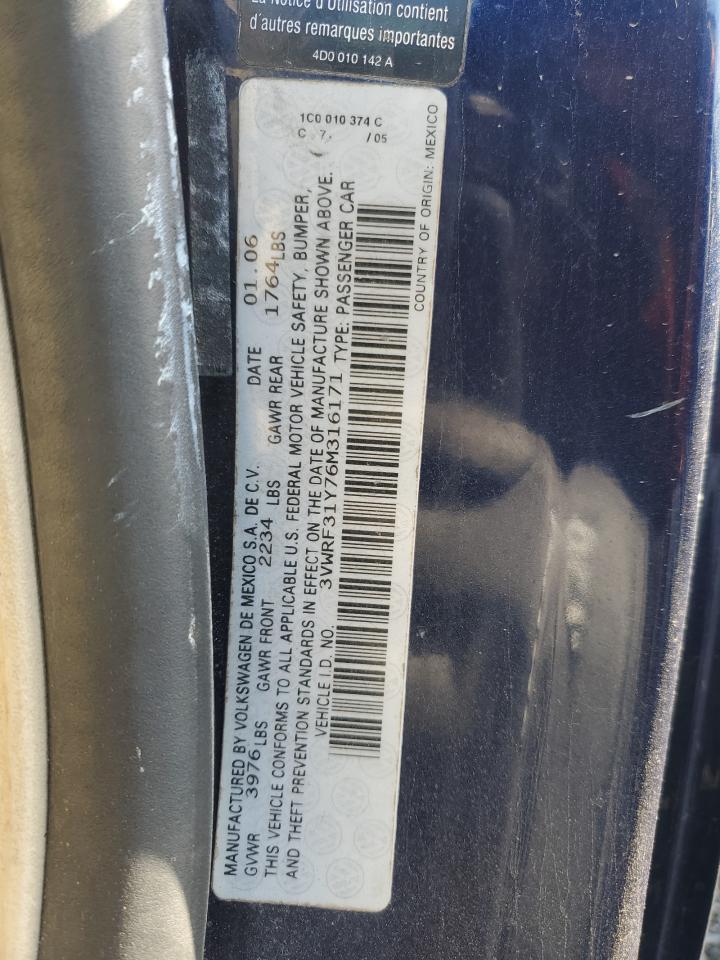 La Notice d'Utilisation contient
d'autres remarques importantes
4D0 010 142 A
1C0 010 374 C
C 7. /05
MANUFACTURED BY VOLKSWAGEN DE MEXICO S.A. DE C.V. DATE 01.06
GVWR 3976 LBS GAWR FRONT 2234 LBS GAWR REAR 1764 LBS
THIS VEHICLE CONFORMS TO ALL APPLICABLE U.S. FEDERAL MOTOR VEHICLE SAFETY, BUMPER,
AND THEFT PREVENTION STANDARDS IN EFFECT ON THE DATE OF MANUFACTURE SHOWN ABOVE.
VEHICLE I.D. NO. 3VWRF31Y76M316171 TYPE: PASSENGER CAR
COUNTRY OF ORIGIN: MEXICO